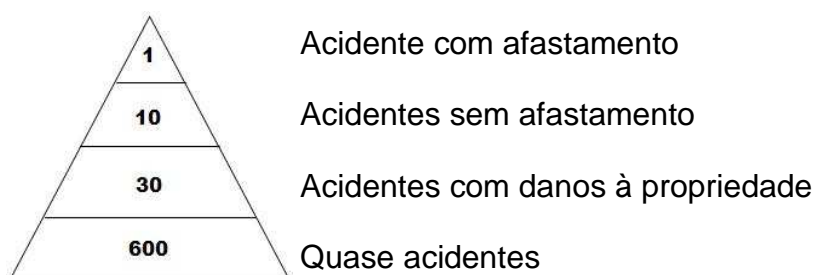 1 Acidente com afastamento
10 Acidentes sem afastamento
30 Acidentes com danos à propriedade
600 Quase acidentes